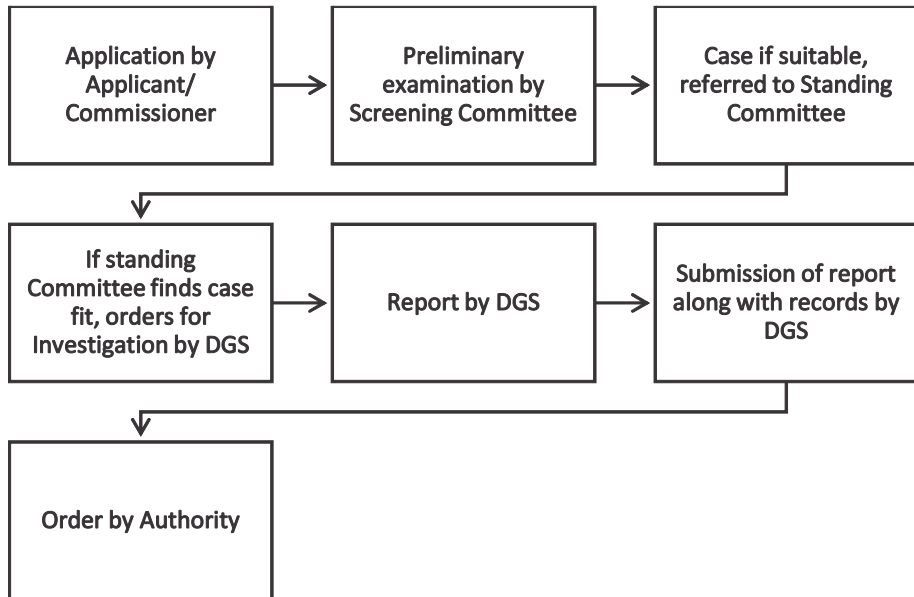 Application by
Applicant/
Commissioner
Preliminary
examination by
Screening Committee
Case if suitable,
referred to Standing
Committee
If standing
Committee finds case
fit, orders for
Investigation by DGS
Report by DGS
Submission of report
along with records by
DGS
Order by Authority